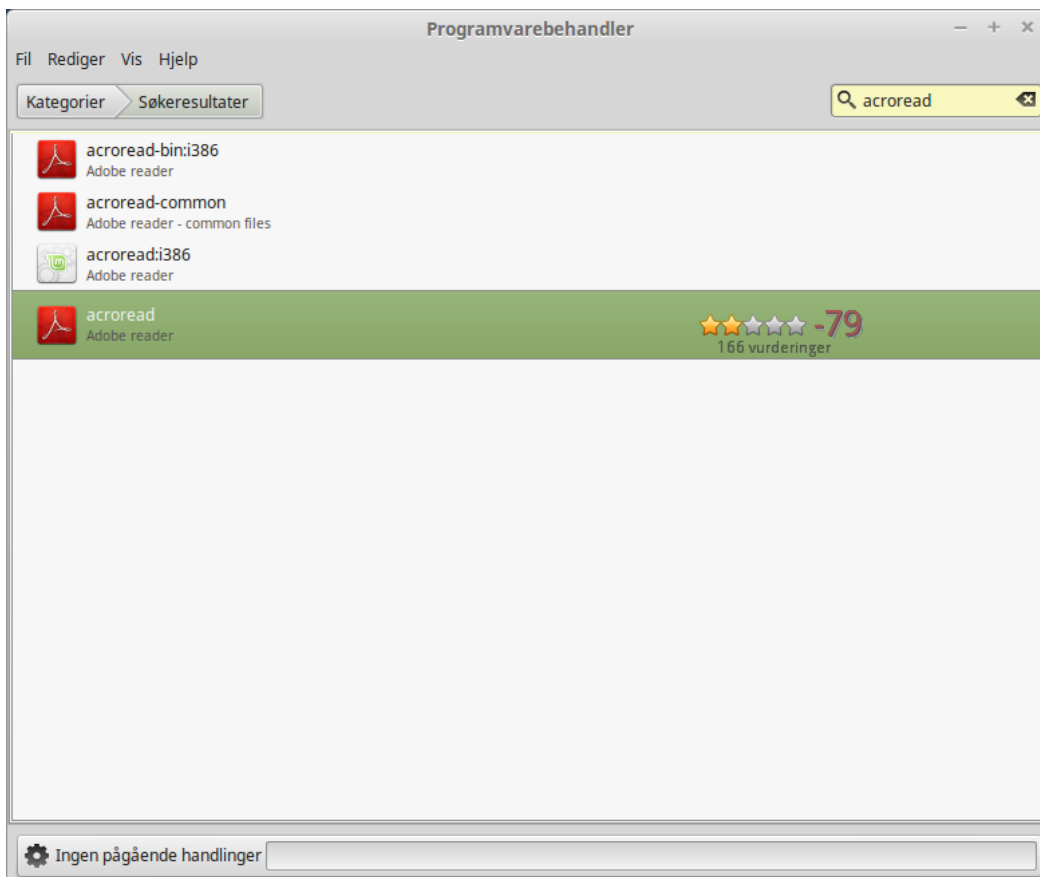 Programvarebehandler
Fil Rediger Vis Hjelp
Kategorier Søkeresultater acroread
acroread-bin:i386
Adobe reader
acroread-common
Adobe reader - common files
acroread:i386
Adobe reader
acroread
Adobe reader
-79
166 vurderinger
Ingen pågående handlinger